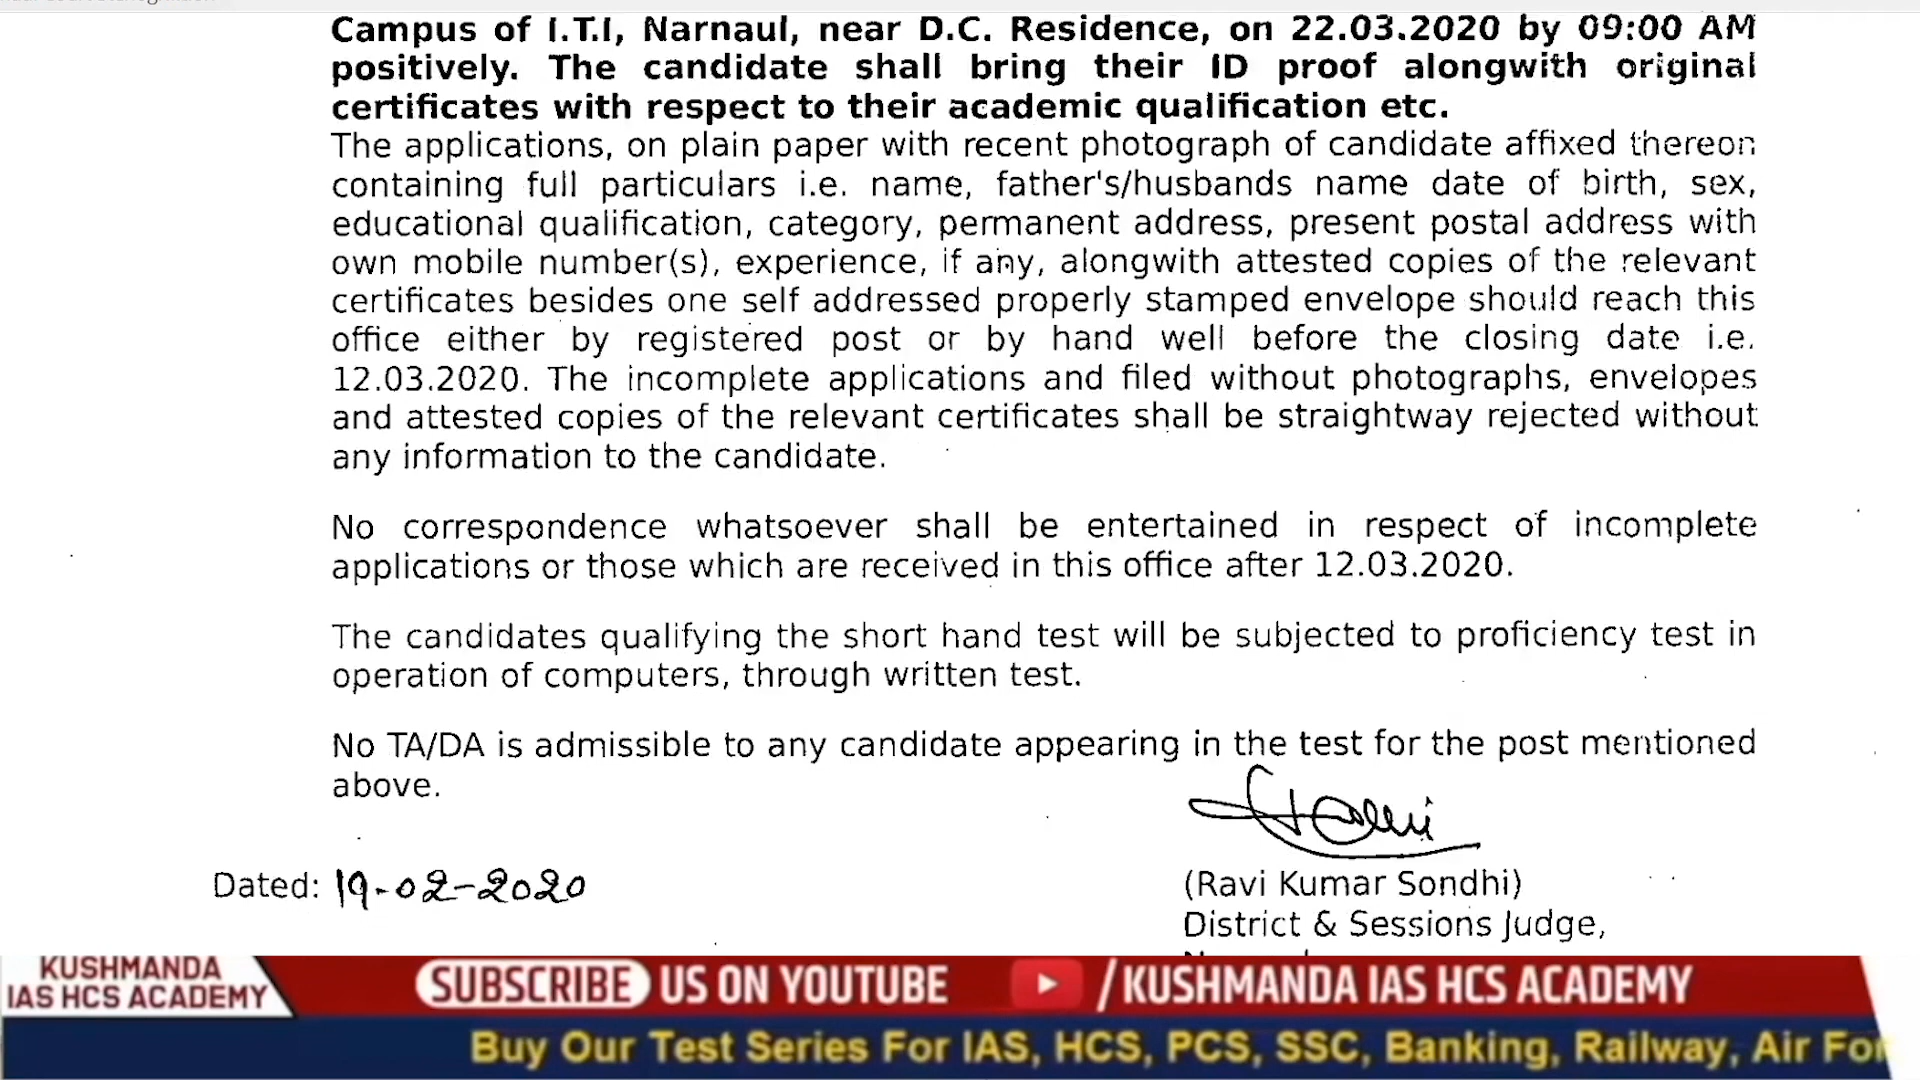 Campus of I.T.I, Narnaul, near D.C. Residence, on 22.03.2020 by 09:00 AM
positively. The candidate shall bring their ID proof alongwith original
certificates with respect to their academic qualification etc.
The applications, on plain paper with recent photograph of candidate affixed thereon
containing full particulars i.e. name, father's/husbands name date of birth, sex,
educational qualification, category, permanent address, present postal address with
own mobile number(s), experience, if any, alongwith attested copies of the relevant
certificates besides one self addressed properly stamped envelope should reach this
office either by registered post or by hand well before the closing date i.e.
12.03.2020. The incomplete applications and filed without photographs, envelopes
and attested copies of the relevant certificates shall be straightway rejected without
any information to the candidate.
No correspondence whatsoever shall be entertained in respect of incomplete
applications or those which are received in this office after 12.03.2020.
The candidates qualifying the short hand test will be subjected to proficiency test in
operation of computers, through written test.
No TA/DA is admissible to any candidate appearing in the test for the post mentioned
above.
Dated: 19-02-2020
(Ravi Kumar Sondhi)
District & Sessions Judge,
KUSHMANDA
IAS HCS ACADEMY
SUBSCRIBE US ON YOUTUBE /KUSHMANDA IAS HCS ACADEMY
Buy Our Test Series For IAS, HCS, PCS, SSC, Banking, Railway, Air For